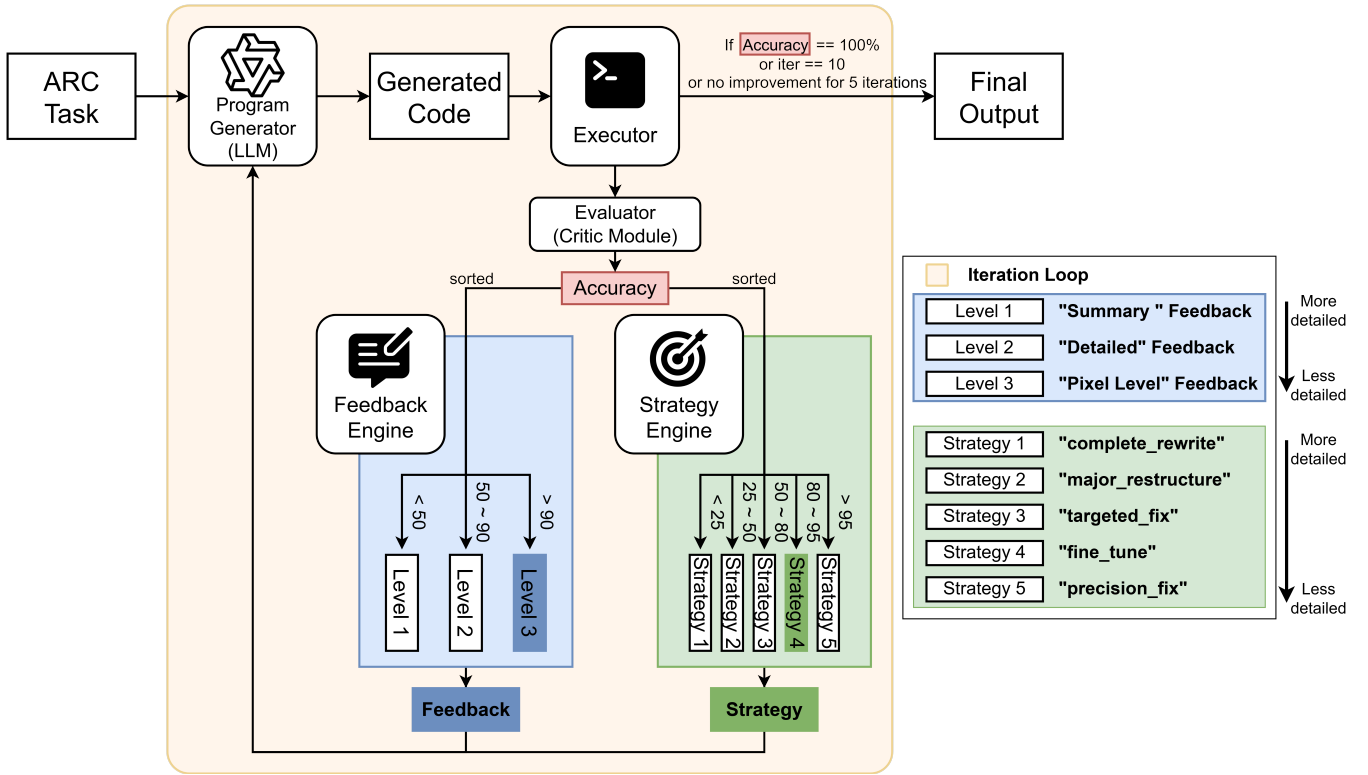 ARC
Task
Program
Generator
(LLM)
Generated
Code
Executor
If Accuracy == 100%
or iter == 10
or no improvement for 5 iterations
Final
Output
Evaluator
(Critic Module)
sorted
Accuracy
sorted
Feedback
Engine
< 50
50 ~ 90
> 90
Level 1
Level 2
Level 3
Feedback
Strategy
Engine
< 25
25 ~ 50
50 ~ 80
80 ~ 95
> 95
Strategy 1
Strategy 2
Strategy 3
Strategy 4
Strategy 5
Strategy
Iteration Loop
Level 1 "Summary " Feedback
Level 2 "Detailed" Feedback
Level 3 "Pixel Level" Feedback
More
detailed
Less
detailed
Strategy 1 "complete_rewrite"
Strategy 2 "major_restructure"
Strategy 3 "targeted_fix"
Strategy 4 "fine_tune"
Strategy 5 "precision_fix"
More
detailed
Less
detailed